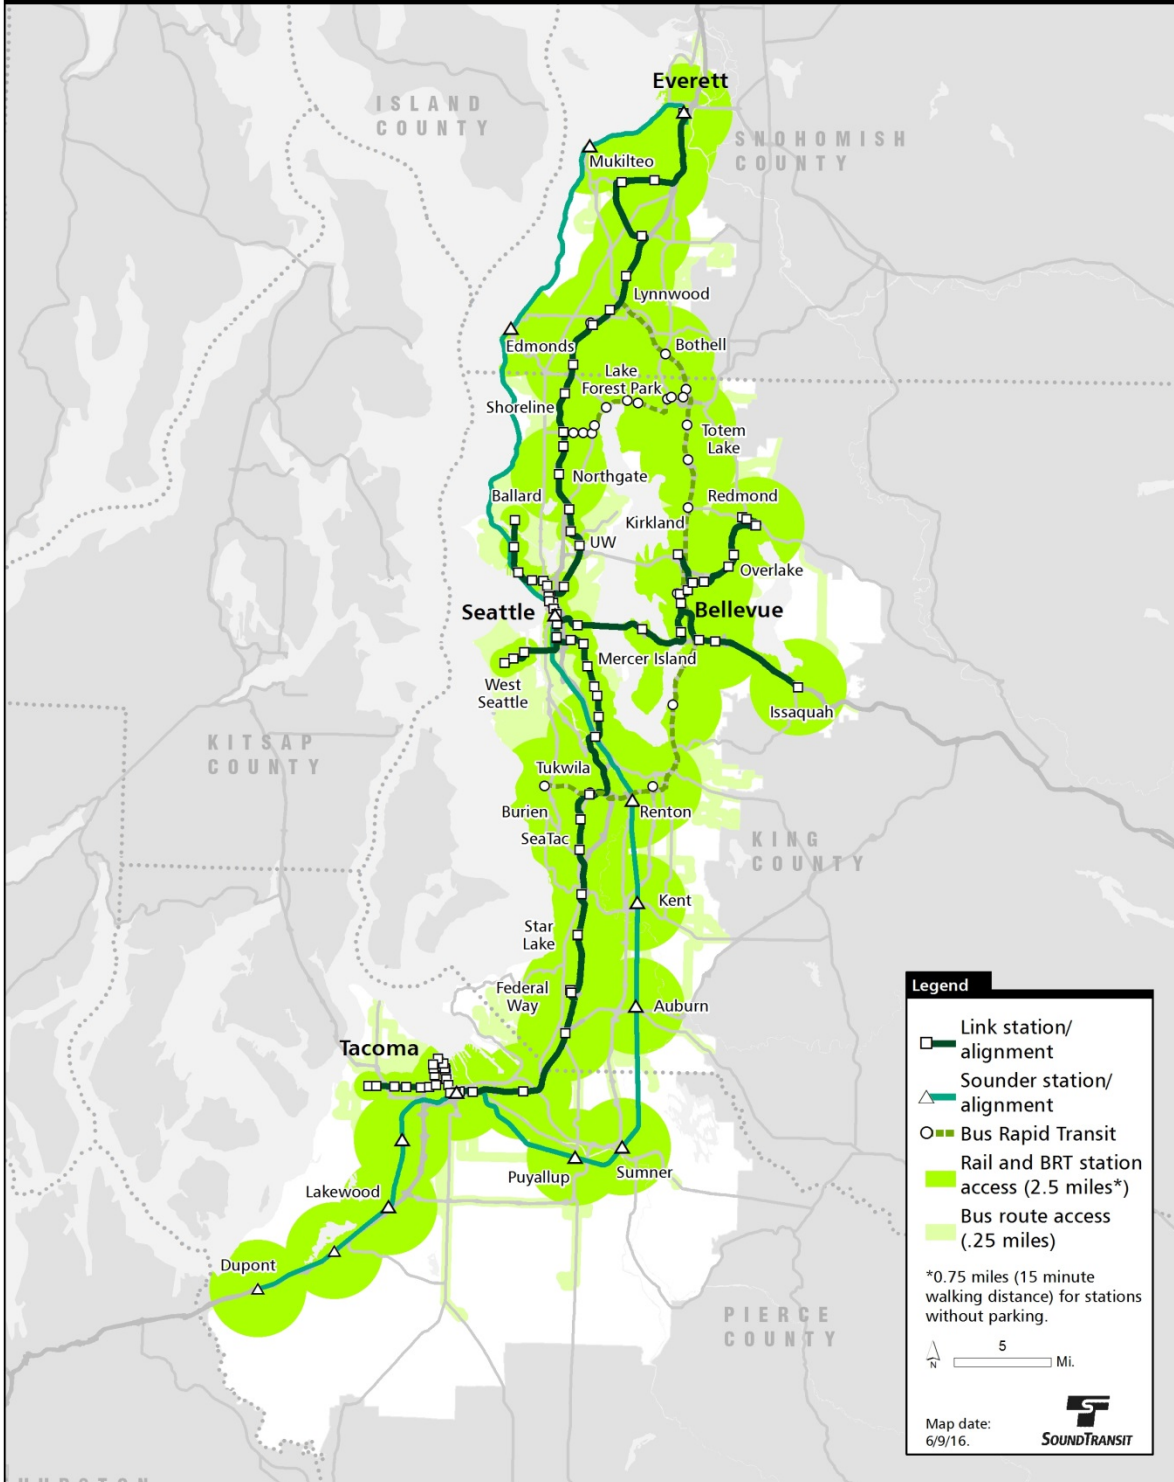 Everett
ISLAND
COUNTY
SNOHOMISH
COUNTY
Mukilteo
Lynnwood
Edmonds
Bothell
Lake
Forest Park
Shoreline
Totem
Lake
Northgate
Ballard
Redmond
Kirkland
UW
Overlake
Seattle
Bellevue
Mercer Island
West
Seattle
Issaquah
KITSAP
COUNTY
Tukwila
Burien
Renton
SeaTac
KING
COUNTY
Kent
Star
Lake
Federal
Way
Auburn
Tacoma
Puyallup
Sumner
Lakewood
Dupont
PIERCE
COUNTY
Legend
Link station/
alignment
Sounder station/
alignment
Bus Rapid Transit
Rail and BRT station
access (2.5 miles*)
Bus route access
(.25 miles)
*0.75 miles (15 minute
walking distance) for stations
without parking.
N
5
Mi.
Map date:
6/9/16.
SOUNDTRANSIT